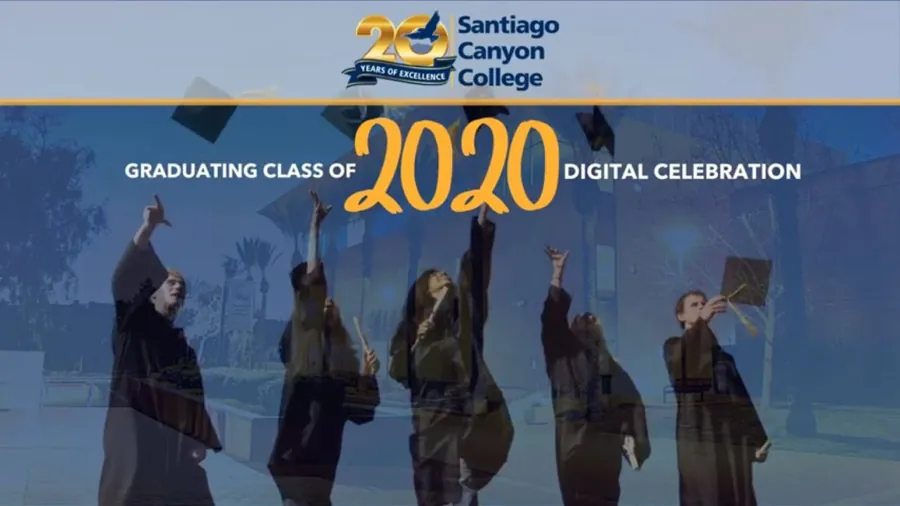 20
YEARS OF EXCELLENCE
Santiago
Canyon
College
GRADUATING CLASS OF 2020 DIGITAL CELEBRATION